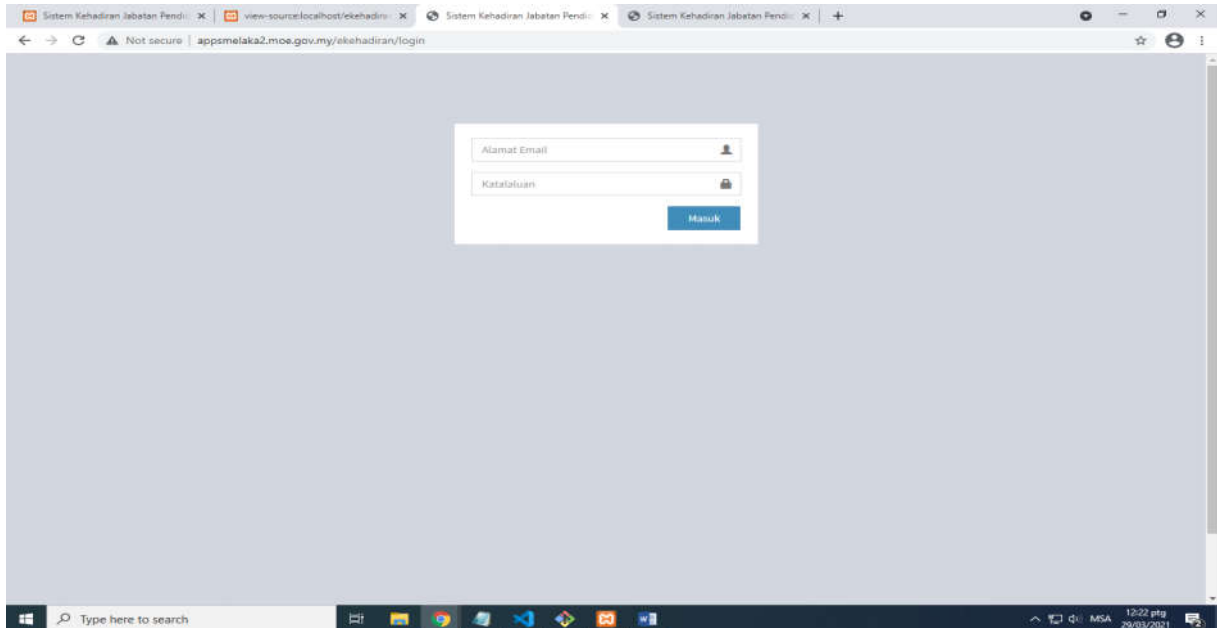 Sistem Kehadiran Jabatan Pendi
view-source:localhost/ekehadira
Sistem Kehadiran Jabatan Pendi
Sistem Kehadiran Jabatan Pendi
Not secure | appsmelaka2.moe.gov.my/ekehadiran/login
Alamat Email
Katalaluan
Masuk
Type here to search
MSA
12:22 ptg
29/03/2021